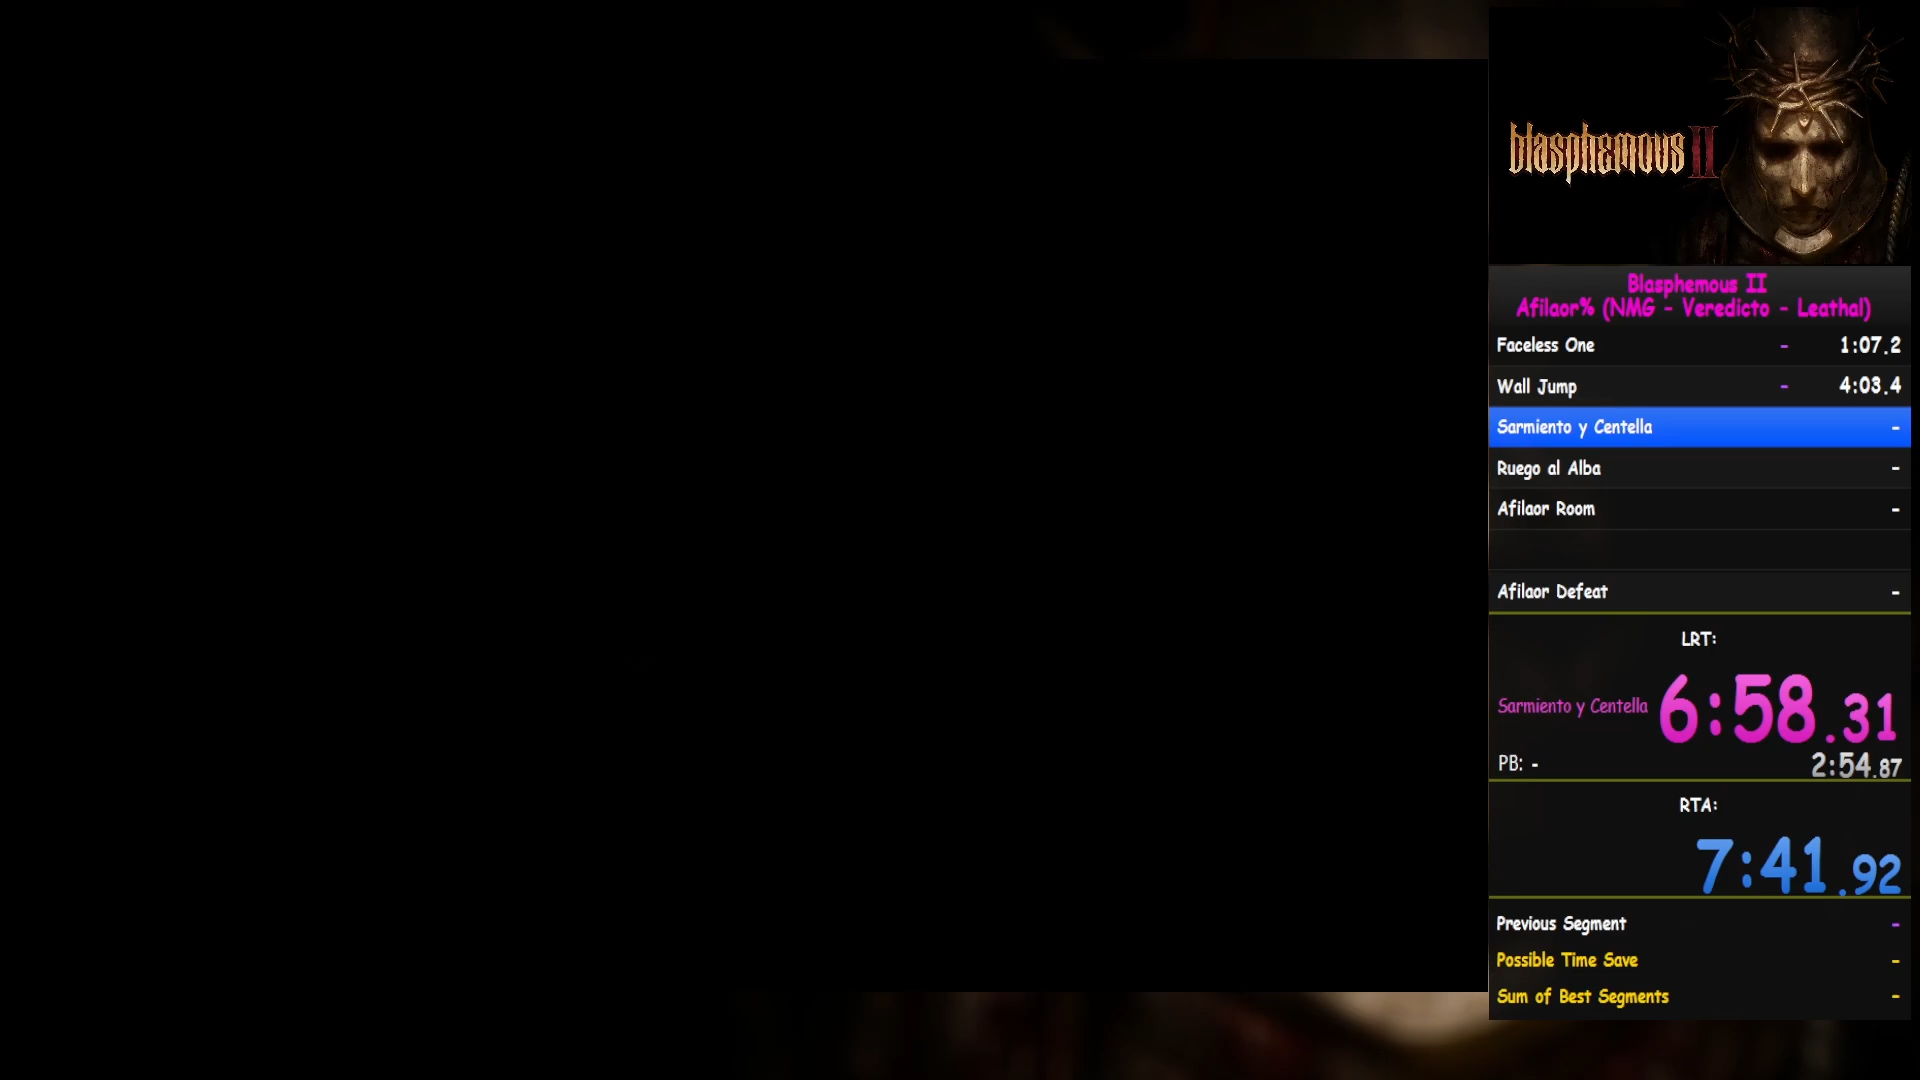 blasphemous II
Blasphemous II
Afilaor% (NMG - Veredicto - Leathal)
Faceless One - 1:07.2
Wall Jump - 4:03.4
Sarmiento y Centella -
Ruego al Alba -
Afilaor Room -
Afilaor Defeat -
LRT:
Sarmiento y Centella 6:58.31
PB: - 2:54.87
RTA:
7:41.92
Previous Segment -
Possible Time Save -
Sum of Best Segments -